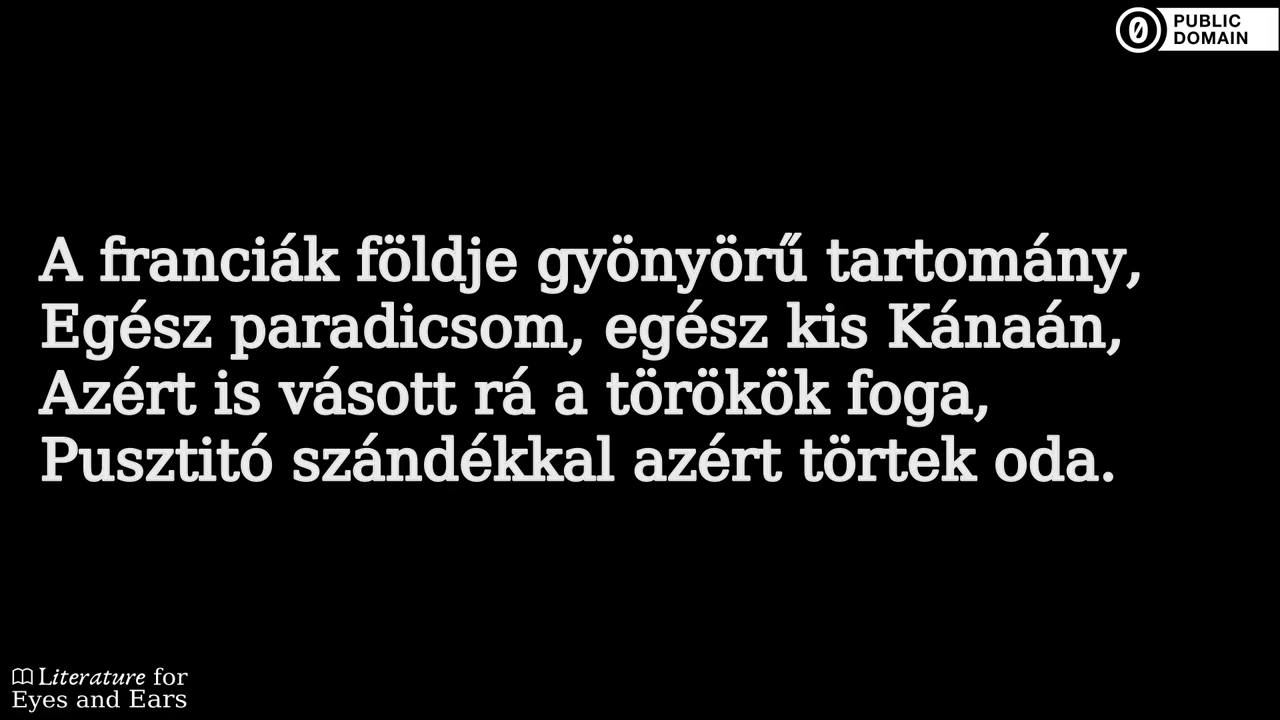 PUBLIC
DOMAIN
A franciák földje gyönyörű tartomány,
Egész paradicsom, egész kis Kánaán,
Azért is vásott rá a törökök foga,
Pusztitó szándékkal azért törtek oda.
Literature for
Eyes and Ears